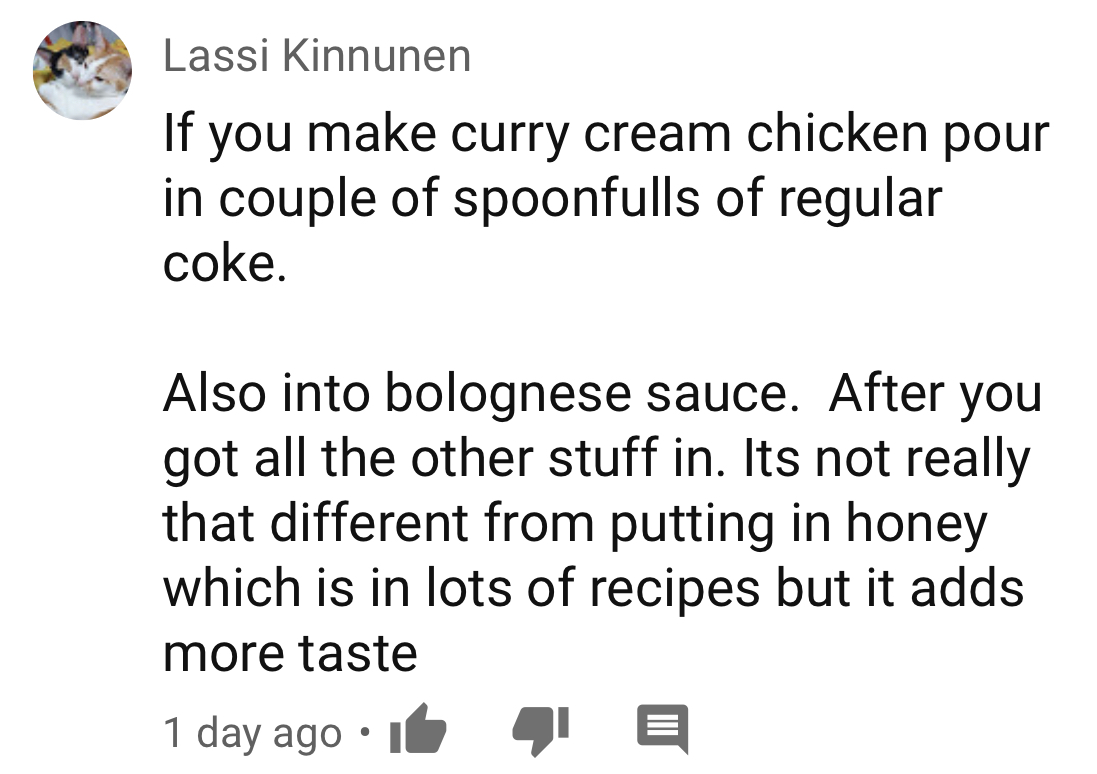 Lassi Kinnunen
If you make curry cream chicken pour
in couple of spoonfulls of regular
coke.
Also into bolognese sauce.  After you
got all the other stuff in. Its not really
that different from putting in honey
which is in lots of recipes but it adds
more taste
1 day ago •